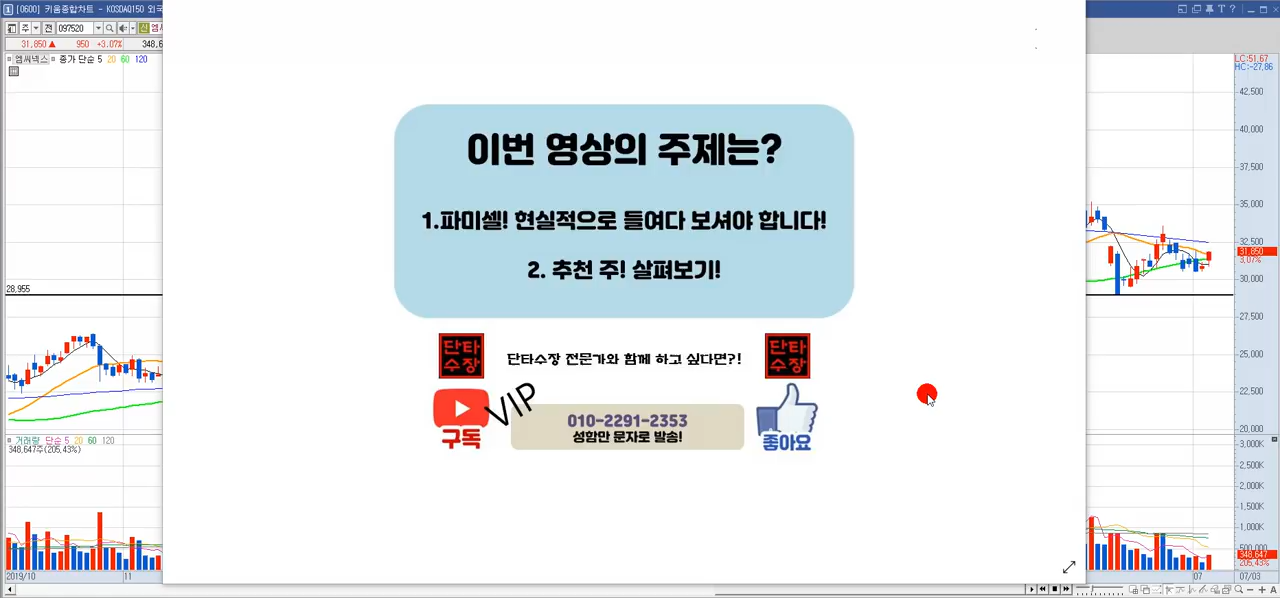 [0600] 키움종합차트 - KOSDAQ150 외국
주
전
097520
신
31,850 ▲ 950 +3.07%
엠씨넥스 종가 단순 5 20 60 120
28,955
거래량 단순 5 20 60 120
348,647주(205,43%)
2019/10
11
이번 영상의 주제는?
1.파미셀! 현실적으로 들여다 보셔야 합니다!
2. 추천 주! 살펴보기!
단타
수장
단타수장 전문가와 함께 하고 싶다면?!
단타
수장
구독
VIP
010-2291-2353
성함만 문자로 발송!
좋아요
LC:51,67
HC:-27,86
42,500
40,000
37,500
35,000
32,500
31,850
3,07%
30,000
27,500
25,000
22,500
20,000
3,000K
2,500K
2,000K
1,500K
1,000K
500,000
348,647
205,43%
07
07/03